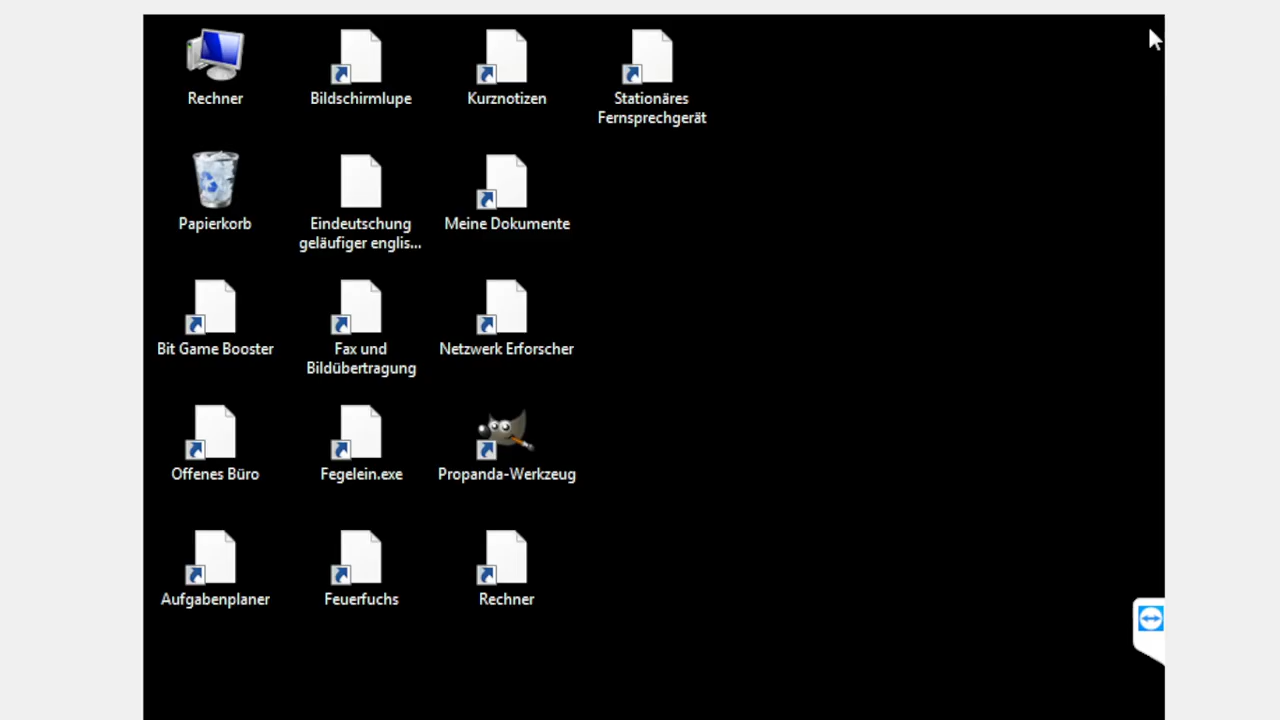 Rechner
Bildschirmlupe
Kurznotizen
Stationäres
Fernsprechgerät
Papierkorb
Eindeutschung
geläufiger englis...
Meine Dokumente
Bit Game Booster
Fax und
Bildübertragung
Netzwerk Erforscher
Offenes Büro
Fegelein.exe
Propanda-Werkzeug
Aufgabenplaner
Feuerfuchs
Rechner